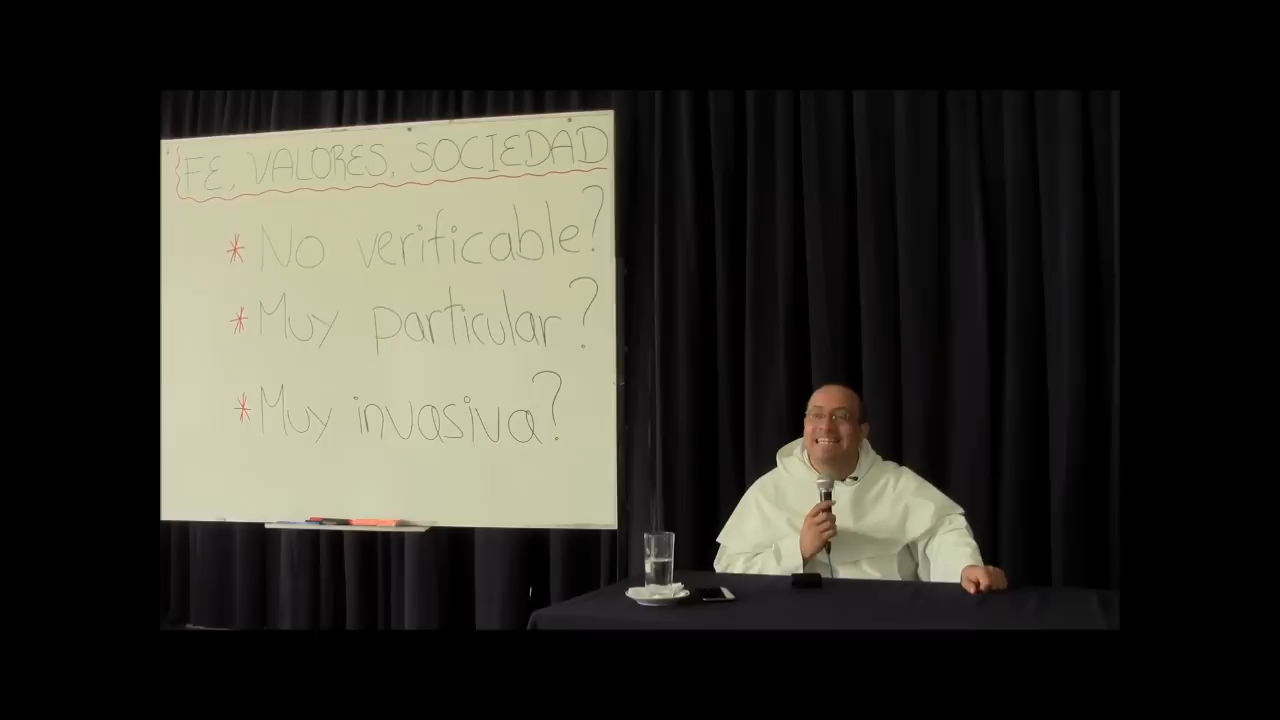 FE, VALORES, SOCIEDAD
* No verificable?
* Muy particular?
* Muy invasiva?